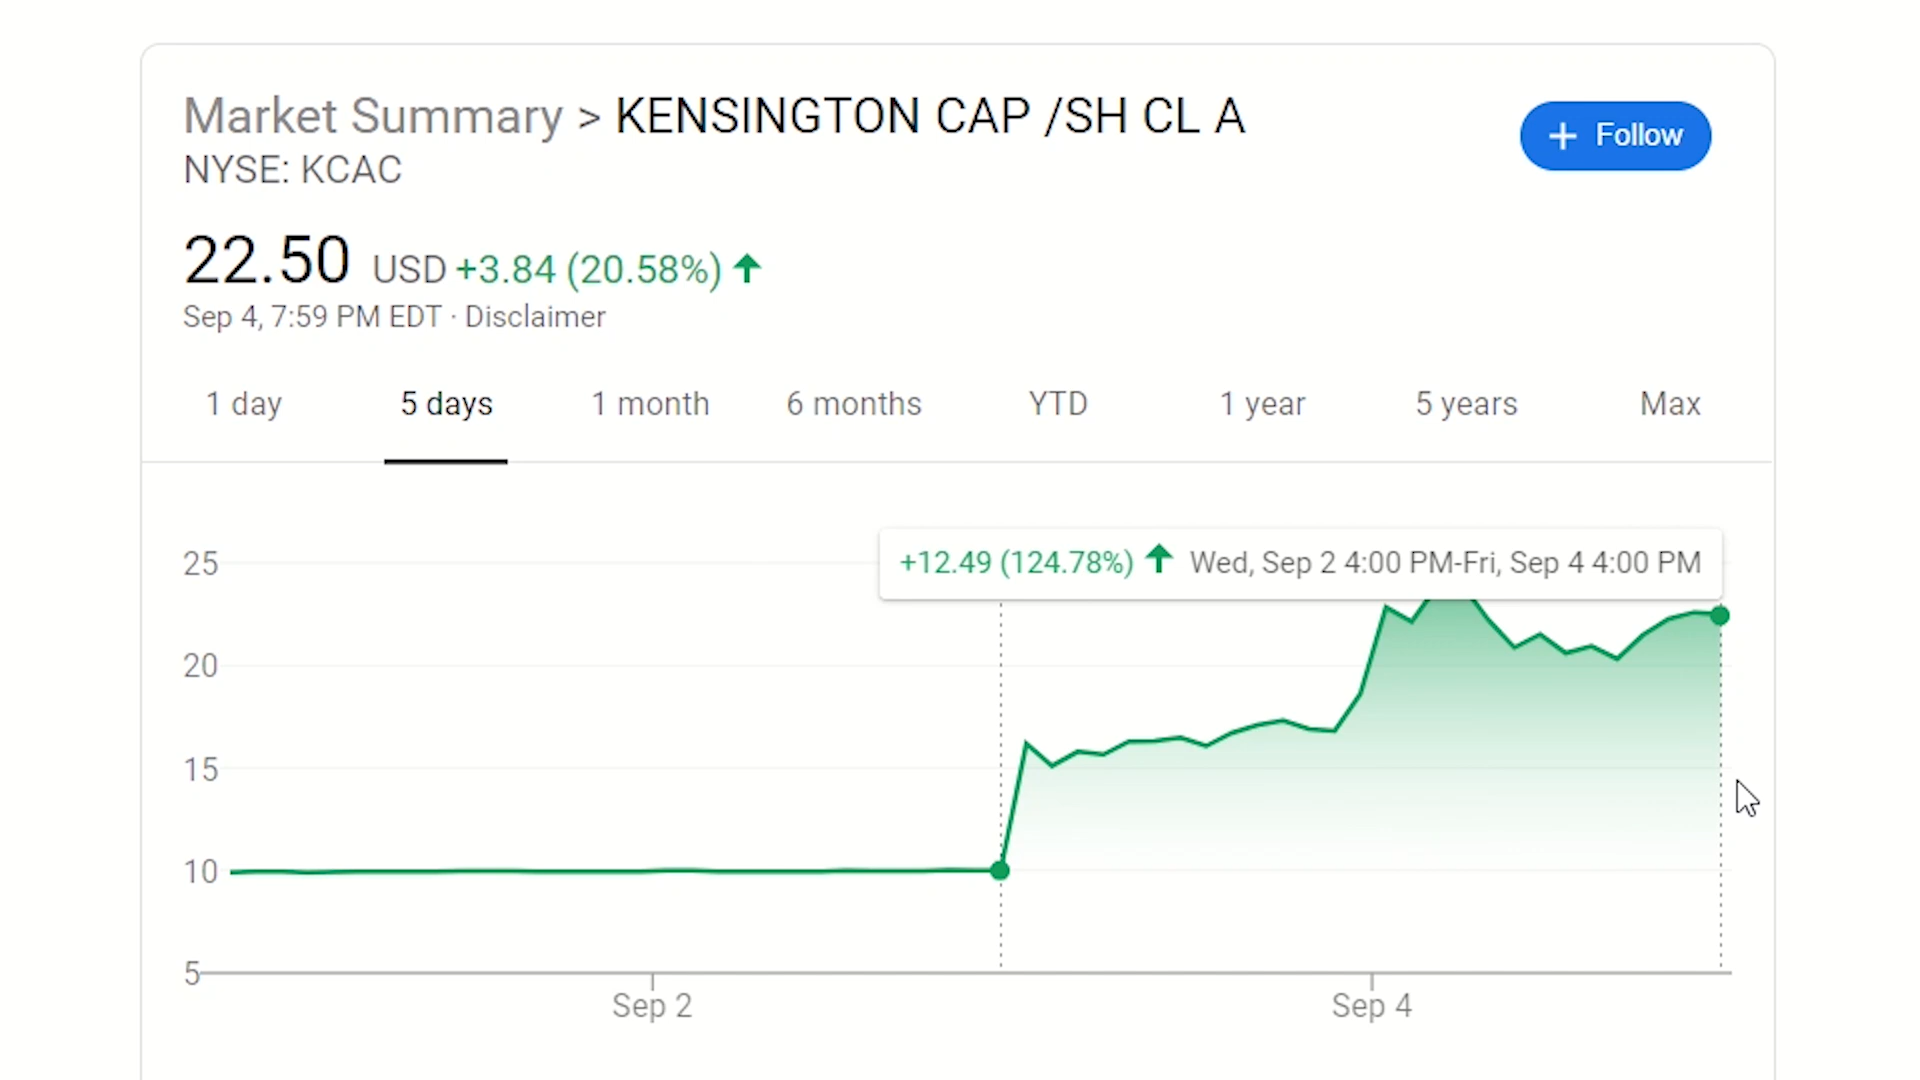 Market Summary > KENSINGTON CAP /SH CL A
NYSE: KCAC
+ Follow
22.50 USD +3.84 (20.58%)
Sep 4, 7:59 PM EDT · Disclaimer
1 day 5 days 1 month 6 months YTD 1 year 5 years Max
+12.49 (124.78%) Wed, Sep 2 4:00 PM-Fri, Sep 4 4:00 PM
25
20
15
10
5
Sep 2 Sep 4